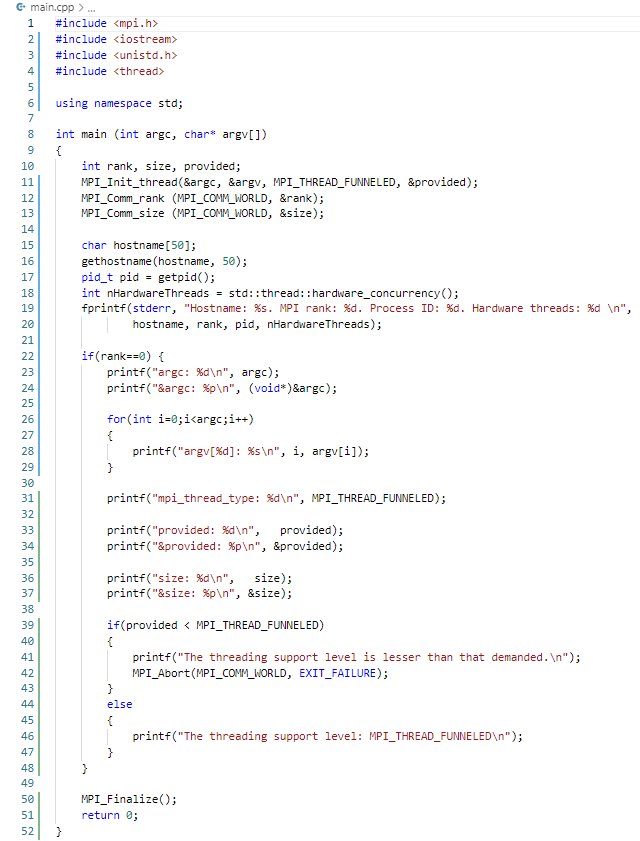 main.cpp > ...
1 #include <mpi.h>
2 #include <iostream>
3 #include <unistd.h>
4 #include <thread>
5
6 using namespace std;
7
8 int main (int argc, char* argv[])
9 {
10     int rank, size, provided;
11     MPI_Init_thread(&argc, &argv, MPI_THREAD_FUNNELED, &provided);
12     MPI_Comm_rank (MPI_COMM_WORLD, &rank);
13     MPI_Comm_size (MPI_COMM_WORLD, &size);
14
15     char hostname[50];
16     gethostname(hostname, 50);
17     pid_t pid = getpid();
18     int nHardwareThreads = std::thread::hardware_concurrency();
19     fprintf(stderr, "Hostname: %s. MPI rank: %d. Process ID: %d. Hardware threads: %d \n",
20             hostname, rank, pid, nHardwareThreads);
21
22     if(rank==0) {
23         printf("argc: %d\n", argc);
24         printf("&argc: %p\n", (void*)&argc);
25
26         for(int i=0;i<argc;i++)
27         {
28             printf("argv[%d]: %s\n", i, argv[i]);
29         }
30
31         printf("mpi_thread_type: %d\n", MPI_THREAD_FUNNELED);
32
33         printf("provided: %d\n",   provided);
34         printf("&provided: %p\n", &provided);
35
36         printf("size: %d\n",   size);
37         printf("&size: %p\n", &size);
38
39         if(provided < MPI_THREAD_FUNNELED)
40         {
41             printf("The threading support level is lesser than that demanded.\n");
42             MPI_Abort(MPI_COMM_WORLD, EXIT_FAILURE);
43         }
44         else
45         {
46             printf("The threading support level: MPI_THREAD_FUNNELED\n");
47         }
48     }
49
50     MPI_Finalize();
51     return 0;
52 }